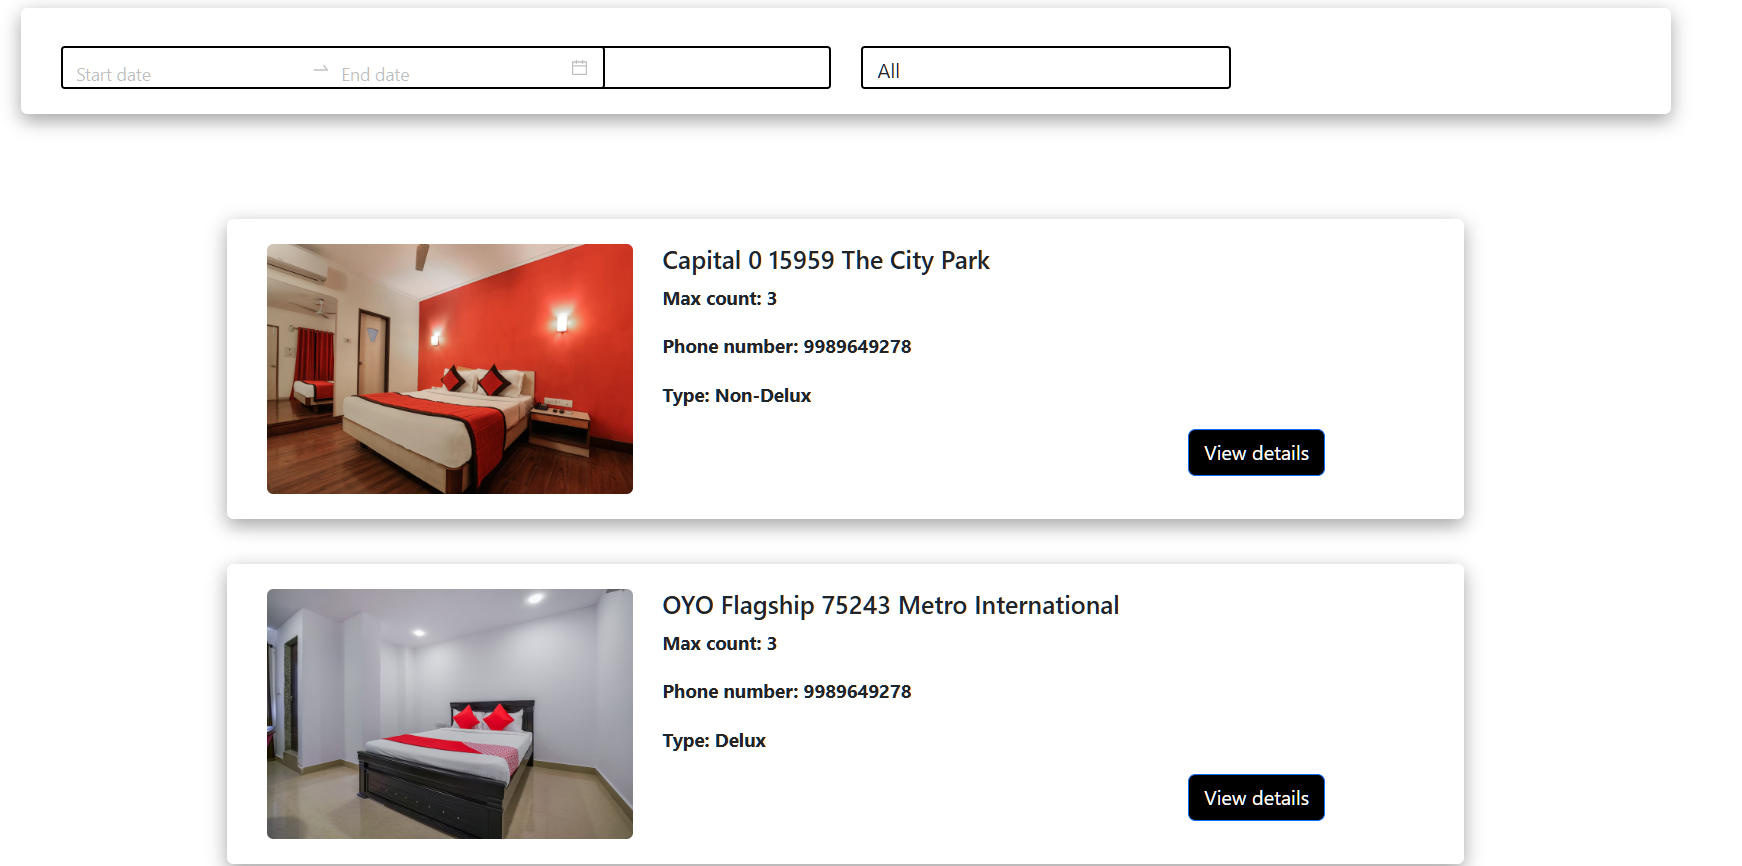 Start date
End date
All
Capital 0 15959 The City Park
Max count: 3
Phone number: 9989649278
Type: Non-Delux
View details
OYO Flagship 75243 Metro International
Max count: 3
Phone number: 9989649278
Type: Delux
View details